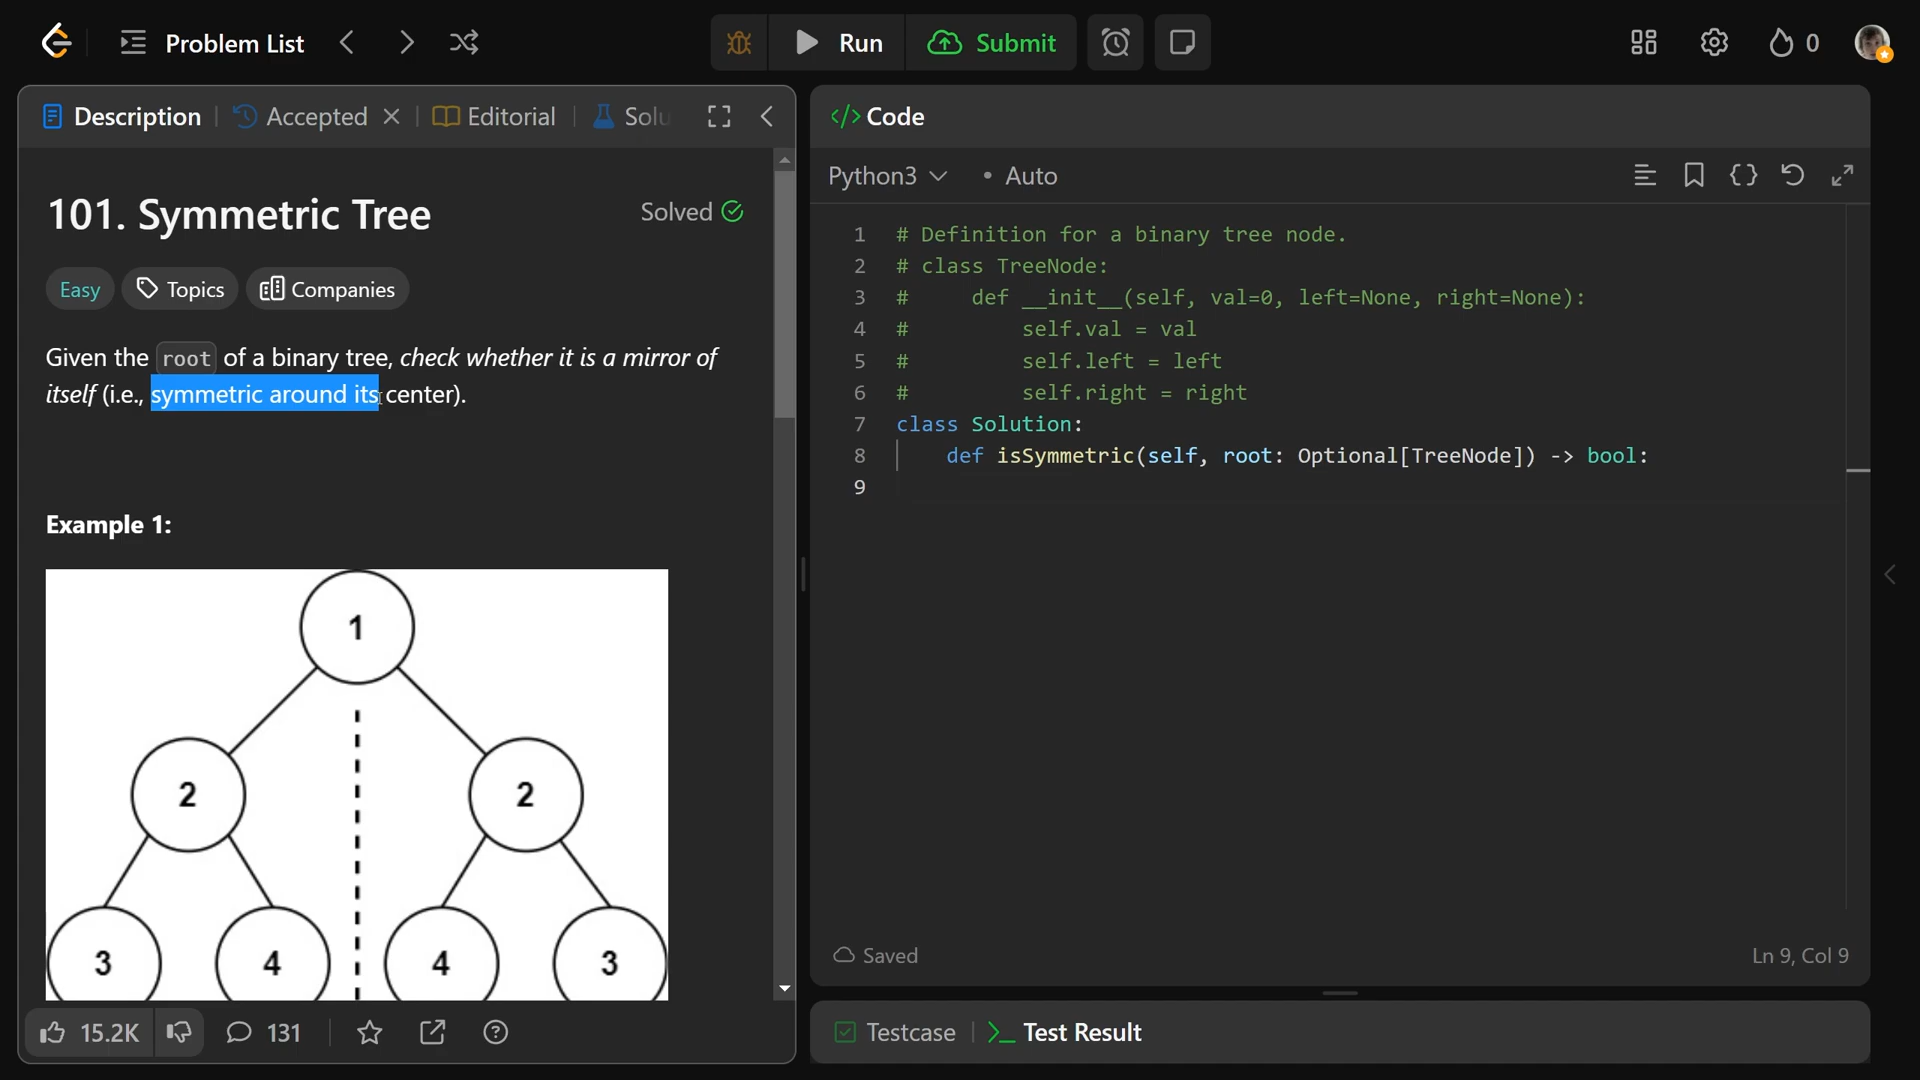 Problem List
Run
Submit
0
Description
Accepted
Editorial
Solu
Code
Python3
• Auto
101. Symmetric Tree
Solved
Easy
Topics
Companies
Given the root of a binary tree, check whether it is a mirror of
itself (i.e., symmetric around its center).
Example 1:
1
2
2
3
4
4
3
1 # Definition for a binary tree node.
2 # class TreeNode:
3 #     def __init__(self, val=0, left=None, right=None):
4 #         self.val = val
5 #         self.left = left
6 #         self.right = right
7 class Solution:
8     def isSymmetric(self, root: Optional[TreeNode]) -> bool:
9
Saved
Ln 9, Col 9
15.2K
131
Testcase
Test Result